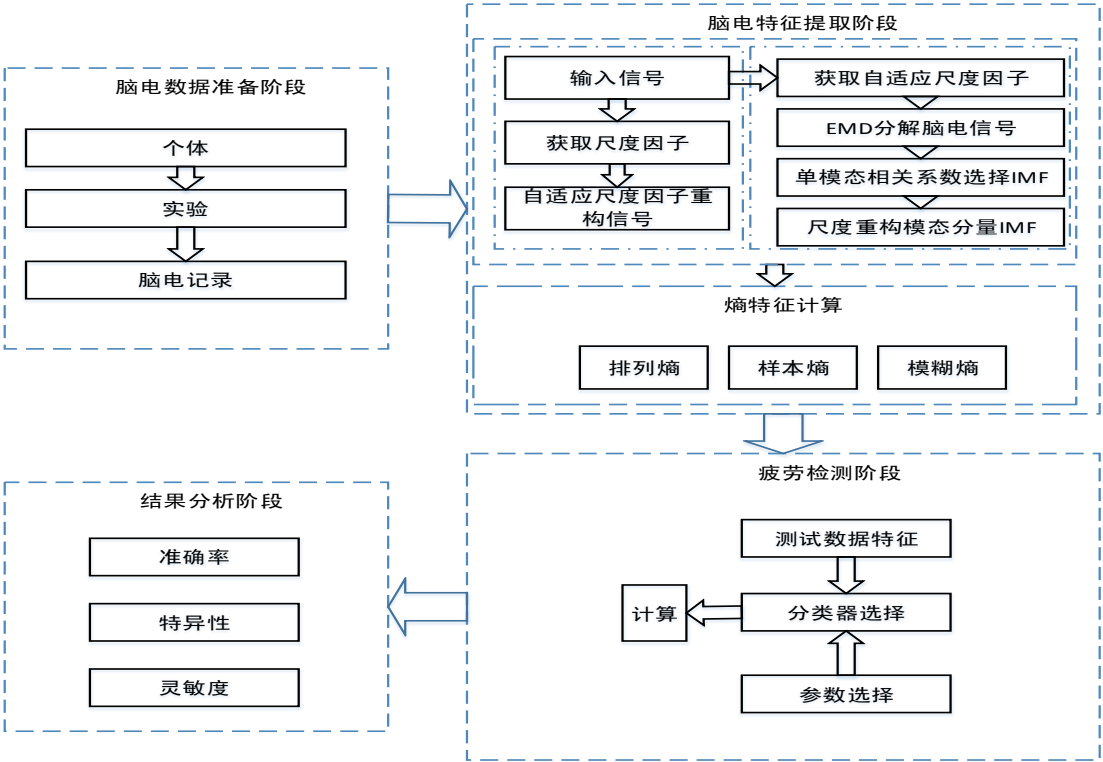 脑电数据准备阶段
个体
实验
脑电记录
脑电特征提取阶段
输入信号
获取尺度因子
自适应尺度因子重
构信号
获取自适应尺度因子
EMD分解脑电信号
单模态相关系数选择IMF
尺度重构模态分量IMF
熵特征计算
排列熵
样本熵
模糊熵
疲劳检测阶段
测试数据特征
分类器选择
计算
参数选择
结果分析阶段
准确率
特异性
灵敏度